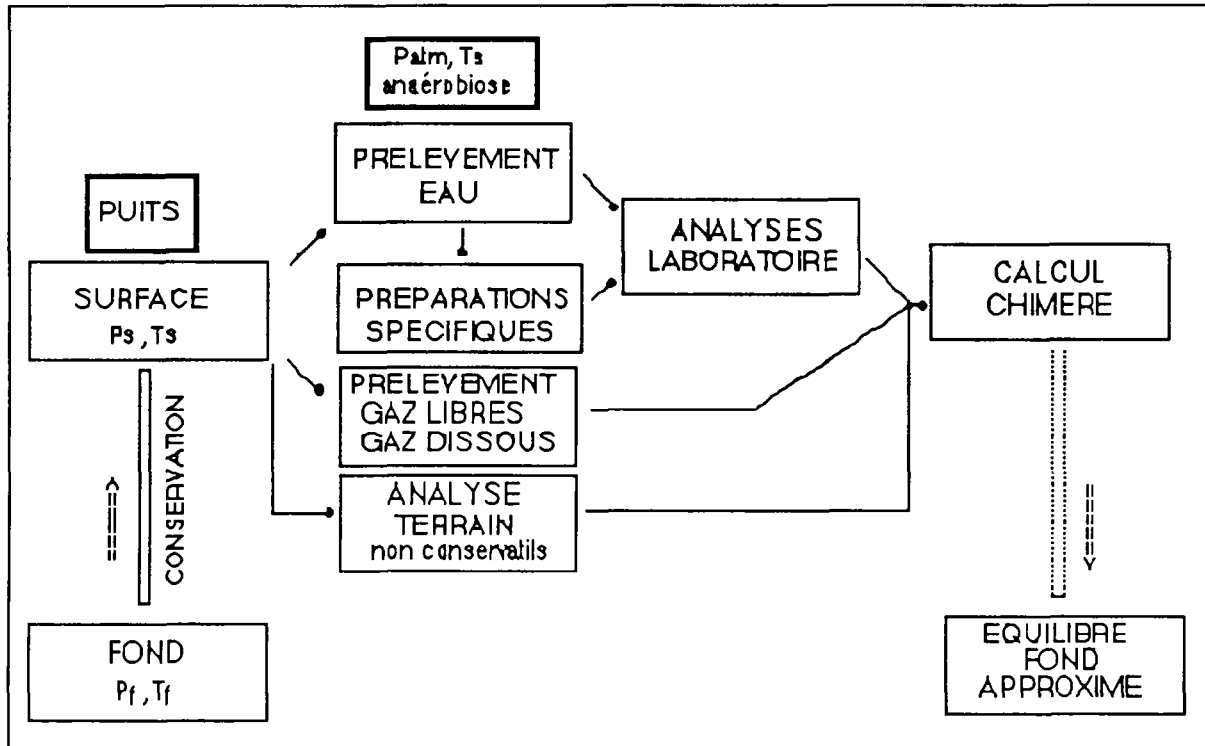 Patm, Ts
anaérobiose
PRELEVEMENT
EAU
PUITS
SURFACE
Ps, Ts
PREPARATIONS
SPECIFIQUES
ANALYSES
LABORATOIRE
CALCUL
CHIMERE
PRELEVEMENT
GAZ LIBRES
GAZ DISSOUS
ANALYSE
TERRAIN
non conservatifs
CONSERVATION
FOND
Pf, Tf
EQUILIBRE
FOND
APPROXIME